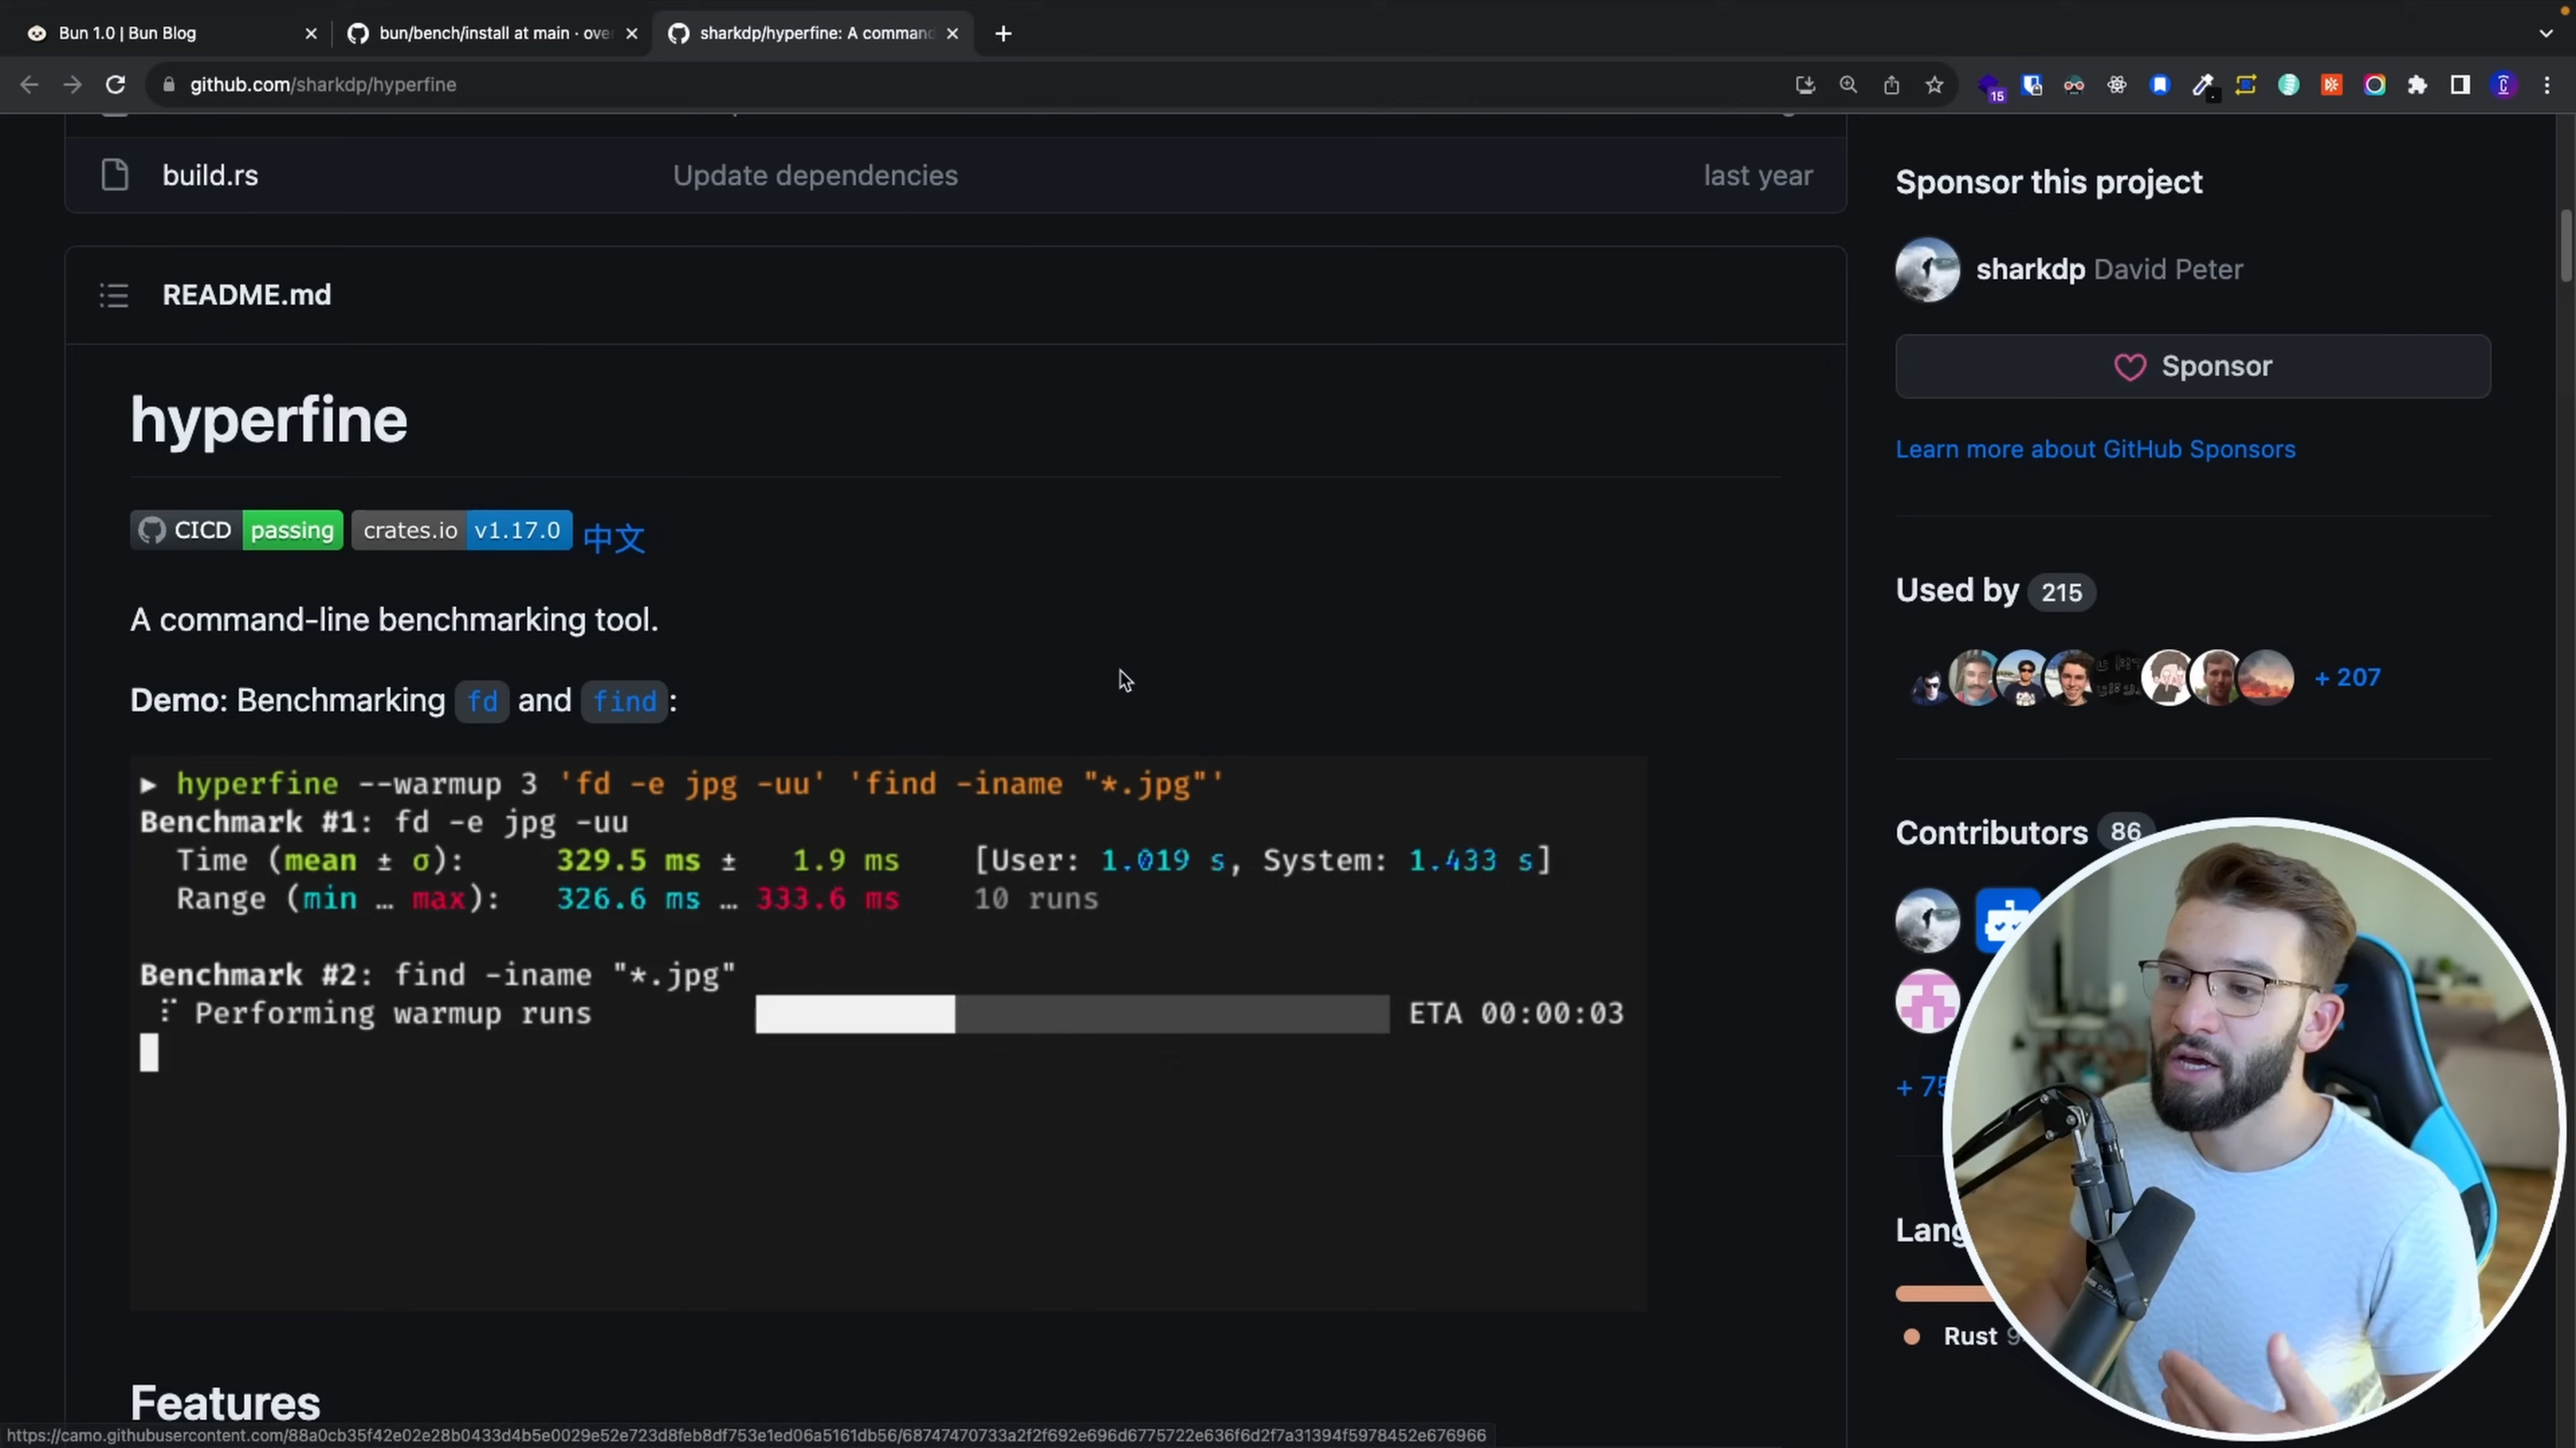 Bun 1.0 | Bun Blog
bun/bench/install at main · ove
sharkdp/hyperfine: A comman
github.com/sharkdp/hyperfine
15
build.rs
Update dependencies
last year
README.md
hyperfine
CICD passing
crates.io v1.17.0
中文
A command-line benchmarking tool.
Demo: Benchmarking fd and find:
▶ hyperfine --warmup 3 'fd -e jpg -uu' 'find -iname "*.jpg"'
Benchmark #1: fd -e jpg -uu
Time (mean ± σ): 329.5 ms ± 1.9 ms [User: 1.019 s, System: 1.433 s]
Range (min … max): 326.6 ms … 333.6 ms 10 runs
Benchmark #2: find -iname "*.jpg"
Performing warmup runs ETA 00:00:03
Features
Sponsor this project
sharkdp David Peter
Sponsor
Learn more about GitHub Sponsors
Used by 215
+ 207
Contributors 86
+ 75
Lang
Rust 9